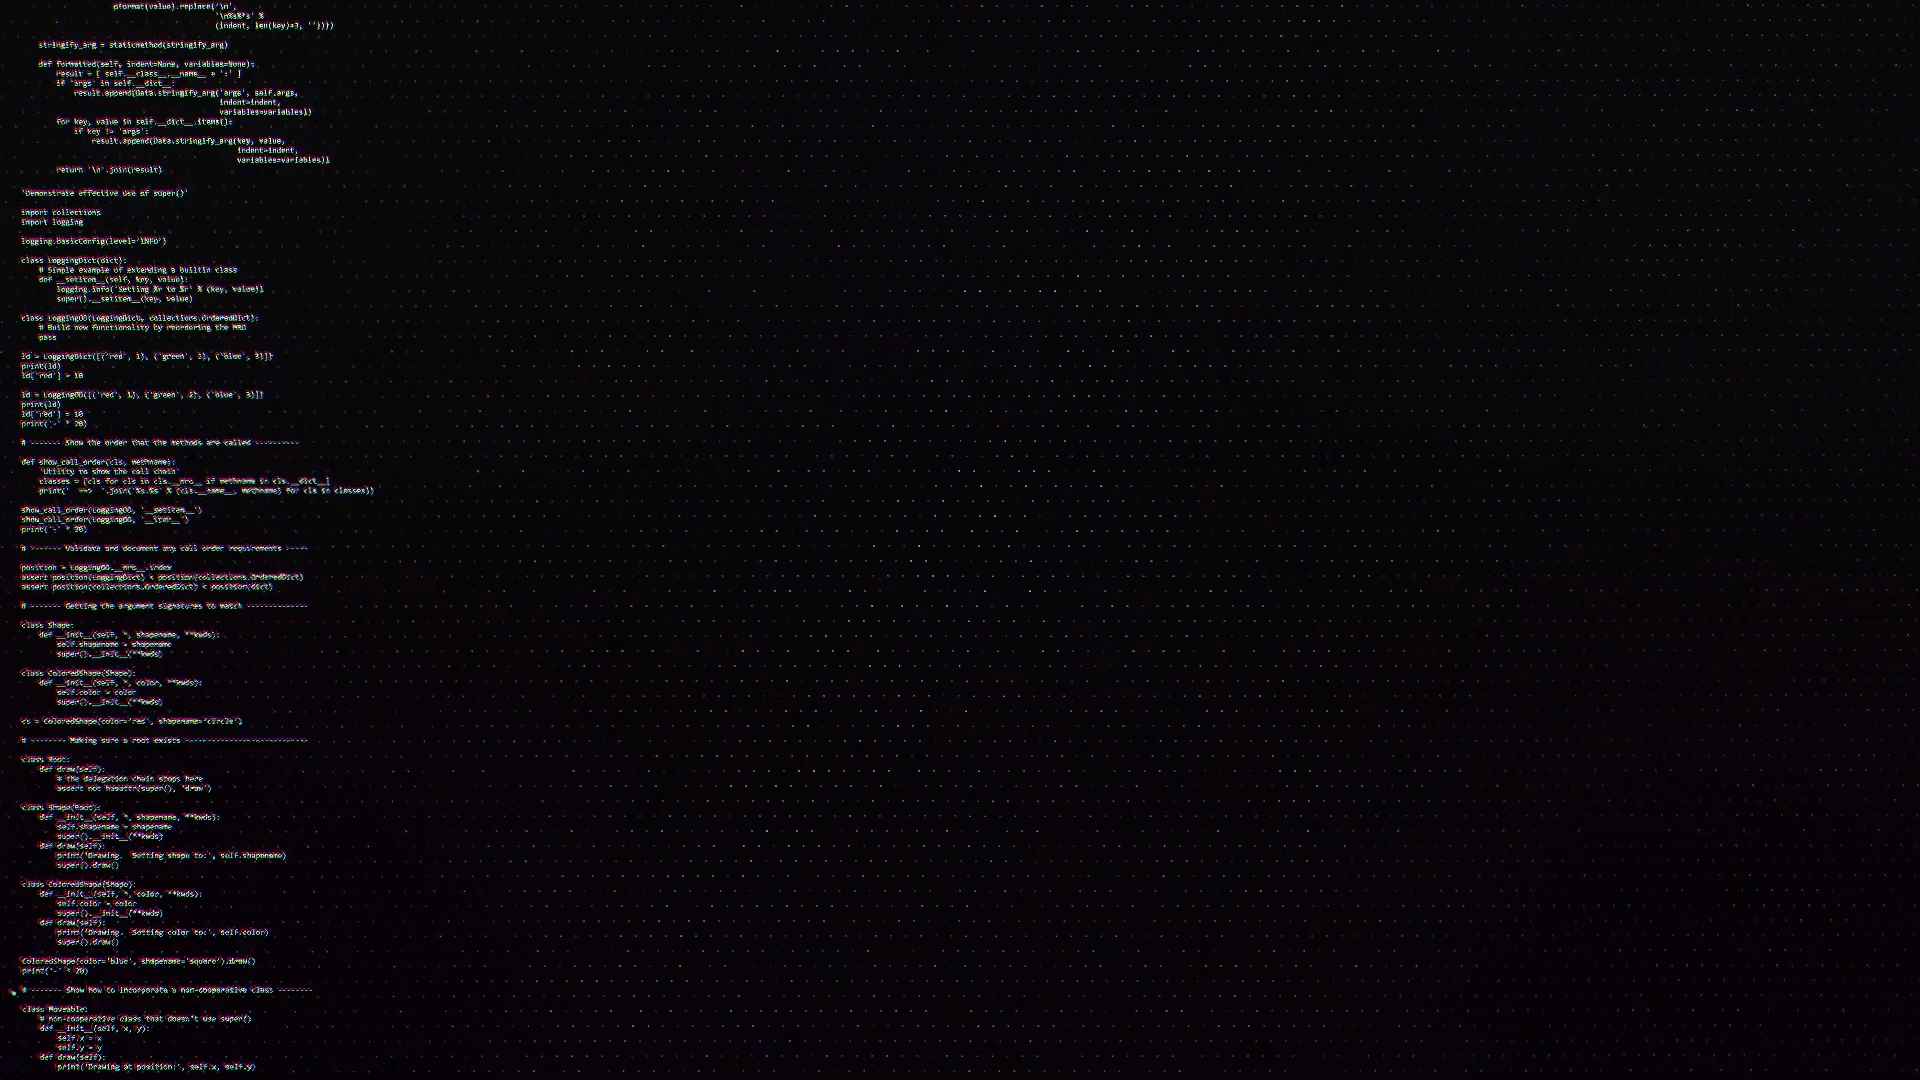 pformat(value).replace('\n',
'\n%s%*s' %
(indent, len(key)+3, ''))))
stringify_arg = staticmethod(stringify_arg)
def formatted(self, indent=None, variables=None):
result = [ self.__class__.__name__ + ':' ]
if 'args' in self.__dict__:
result.append(Data.stringify_arg('args', self.args,
indent=indent,
variables=variables))
for key, value in self.__dict__.items():
if key != 'args':
result.append(Data.stringify_arg(key, value,
indent=indent,
variables=variables))
return '\n'.join(result)
'Demonstrate effective use of super()'
import collections
import logging
logging.basicConfig(level='INFO')
class LoggingDict(dict):
# Simple example of extending a builtin class
def __setitem__(self, key, value):
logging.info('Setting %r to %r' % (key, value))
super().__setitem__(key, value)
class LoggingOD(LoggingDict, collections.OrderedDict):
# Build new functionality by reordering the MRO
pass
ld = LoggingDict([('red', 1), ('green', 2), ('blue', 3)])
print(ld)
ld['red'] = 10
ld = LoggingOD([('red', 1), ('green', 2), ('blue', 3)])
print(ld)
ld['red'] = 10
print('-' * 20)
# ------- Show the order that the methods are called ----------
def show_call_order(cls, methname):
'Utility to show the call chain'
classes = [cls for cls in cls.__mro__ if methname in cls.__dict__]
print('  ==>  '.join('%s.%s' % (cls.__name__, methname) for cls in classes))
show_call_order(LoggingOD, '__setitem__')
show_call_order(LoggingOD, '__iter__')
print('-' * 20)
# ------- Validate and document any call order requirements -----
position = LoggingOD.__mro__.index
assert position(LoggingDict) < position(collections.OrderedDict)
assert position(collections.OrderedDict) < position(dict)
# ------- Getting the argument signatures to match --------------
class Shape:
def __init__(self, *, shapename, **kwds):
self.shapename = shapename
super().__init__(**kwds)
class ColoredShape(Shape):
def __init__(self, *, color, **kwds):
self.color = color
super().__init__(**kwds)
cs = ColoredShape(color='red', shapename='circle')
# -------- Making sure a root exists ----------------------------
class Root:
def draw(self):
# the delegation chain stops here
assert not hasattr(super(), 'draw')
class Shape(Root):
def __init__(self, *, shapename, **kwds):
self.shapename = shapename
super().__init__(**kwds)
def draw(self):
print('Drawing.  Setting shape to:', self.shapename)
super().draw()
class ColoredShape(Shape):
def __init__(self, *, color, **kwds):
self.color = color
super().__init__(**kwds)
def draw(self):
print('Drawing.  Setting color to:', self.color)
super().draw()
ColoredShape(color='blue', shapename='square').draw()
print('-' * 20)
# ------- Show how to incorporate a non-cooperative class --------
class Moveable:
# non-cooperative class that doesn't use super()
def __init__(self, x, y):
self.x = x
self.y = y
def draw(self):
print('Drawing at position:', self.x, self.y)